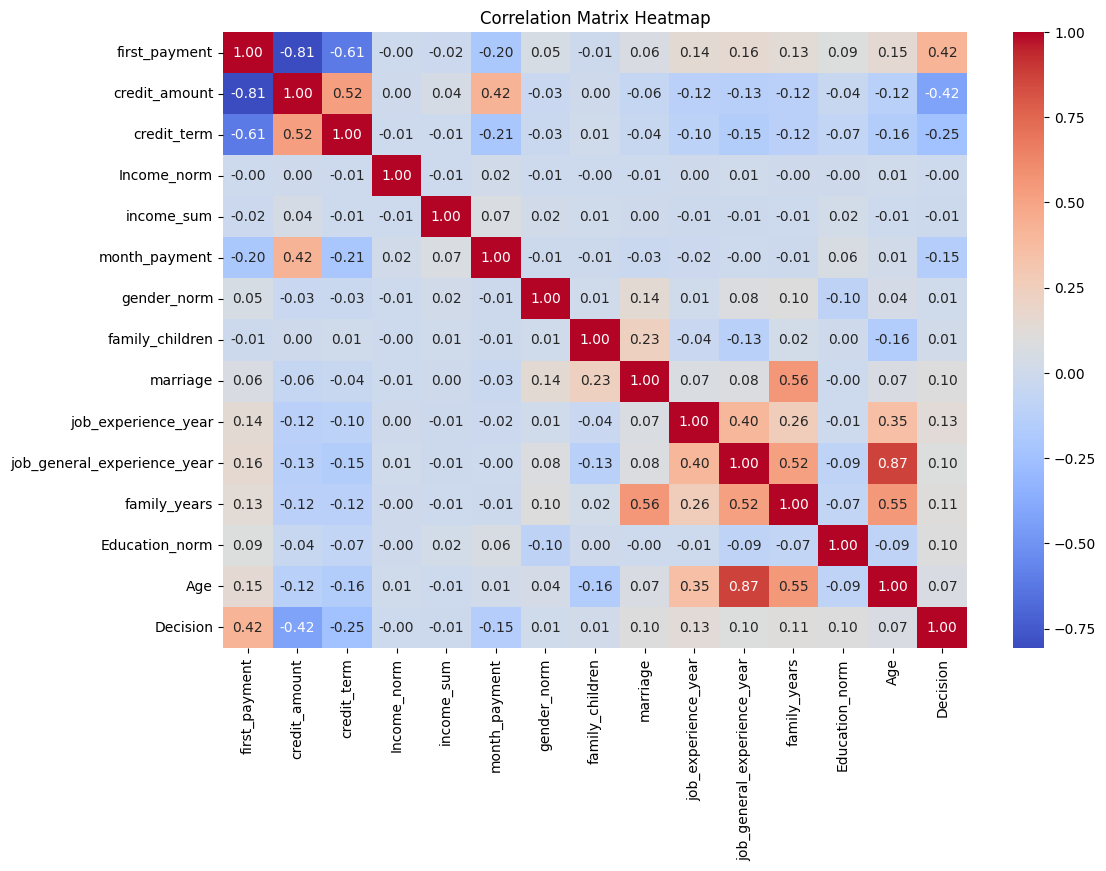 Correlation Matrix Heatmap
first_payment 1.00 -0.81 -0.61 -0.00 -0.02 -0.20 0.05 -0.01 0.06 0.14 0.16 0.13 0.09 0.15 0.42
credit_amount -0.81 1.00 0.52 0.00 0.04 0.42 -0.03 0.00 -0.06 -0.12 -0.13 -0.12 -0.04 -0.12 -0.42
credit_term -0.61 0.52 1.00 -0.01 -0.01 -0.21 -0.03 0.01 -0.04 -0.10 -0.15 -0.12 -0.07 -0.16 -0.25
Income_norm -0.00 0.00 -0.01 1.00 -0.01 0.02 -0.01 -0.00 -0.01 0.00 0.01 -0.00 -0.00 0.01 -0.00
income_sum -0.02 0.04 -0.01 -0.01 1.00 0.07 0.02 0.01 0.00 -0.01 -0.01 -0.01 0.02 -0.01 -0.01
month_payment -0.20 0.42 -0.21 0.02 0.07 1.00 -0.01 -0.01 -0.03 -0.02 -0.00 -0.01 0.06 0.01 -0.15
gender_norm 0.05 -0.03 -0.03 -0.01 0.02 -0.01 1.00 0.01 0.14 0.01 0.08 0.10 -0.10 0.04 0.01
family_children -0.01 0.00 0.01 -0.00 0.01 -0.01 0.01 1.00 0.23 -0.04 -0.13 0.02 0.00 -0.16 0.01
marriage 0.06 -0.06 -0.04 -0.01 0.00 -0.03 0.14 0.23 1.00 0.07 0.08 0.56 -0.00 0.07 0.10
job_experience_year 0.14 -0.12 -0.10 0.00 -0.01 -0.02 0.01 -0.04 0.07 1.00 0.40 0.26 -0.01 0.35 0.13
job_general_experience_year 0.16 -0.13 -0.15 0.01 -0.01 -0.00 0.08 -0.13 0.08 0.40 1.00 0.52 -0.09 0.87 0.10
family_years 0.13 -0.12 -0.12 -0.00 -0.01 -0.01 0.10 0.02 0.56 0.26 0.52 1.00 -0.07 0.55 0.11
Education_norm 0.09 -0.04 -0.07 -0.00 0.02 0.06 -0.10 0.00 -0.00 -0.01 -0.09 -0.07 1.00 -0.09 0.10
Age 0.15 -0.12 -0.16 0.01 -0.01 0.01 0.04 -0.16 0.07 0.35 0.87 0.55 -0.09 1.00 0.07
Decision 0.42 -0.42 -0.25 -0.00 -0.01 -0.15 0.01 0.01 0.10 0.13 0.10 0.11 0.10 0.07 1.00
first_payment
credit_amount
credit_term
Income_norm
income_sum
month_payment
gender_norm
family_children
marriage
job_experience_year
job_general_experience_year
family_years
Education_norm
Age
Decision
1.00
0.75
0.50
0.25
0.00
−0.25
−0.50
−0.75